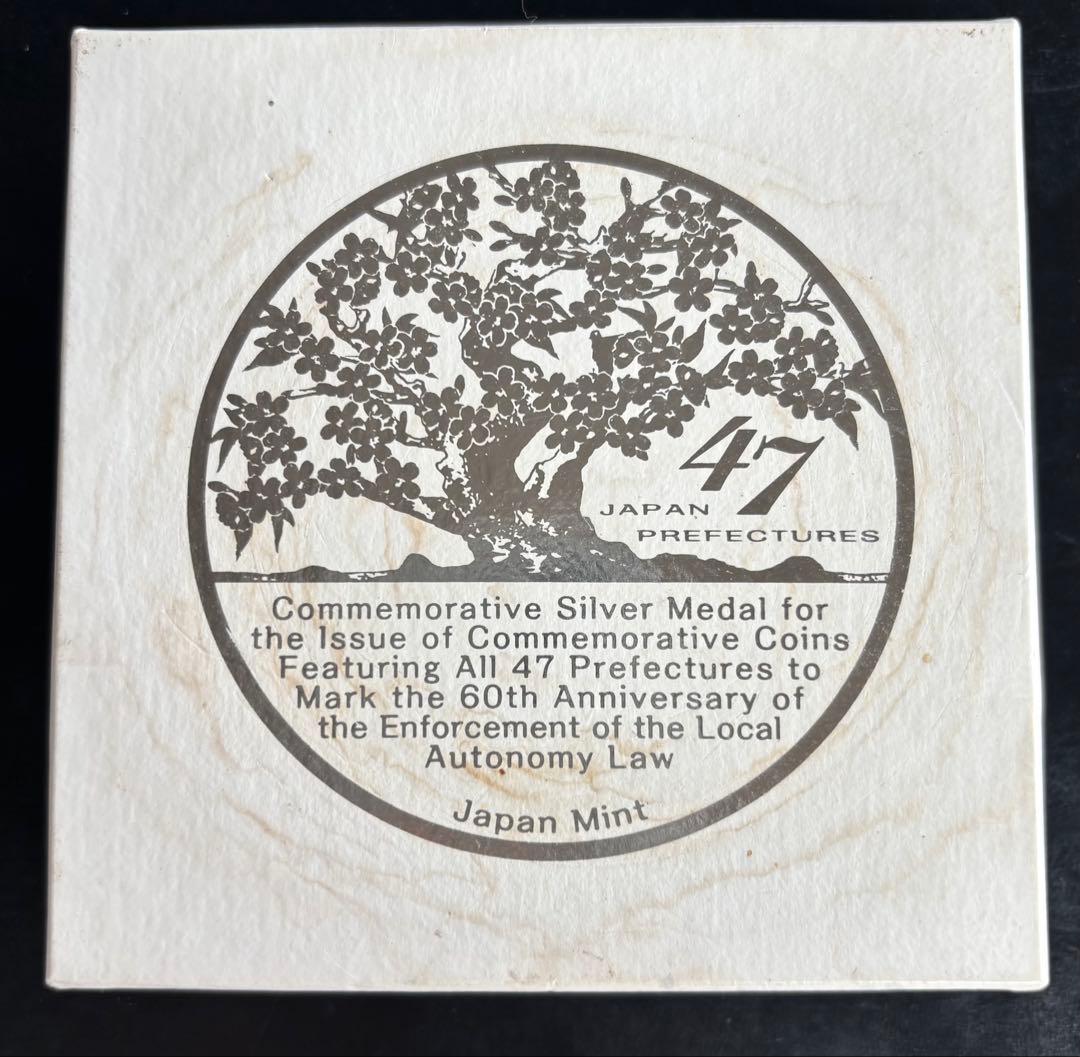 47
JAPAN
PREFECTURES
Commemorative Silver Medal for
the Issue of Commemorative Coins
Featuring All 47 Prefectures to
Mark the 60th Anniversary of
the Enforcement of the Local
Autonomy Law
Japan Mint